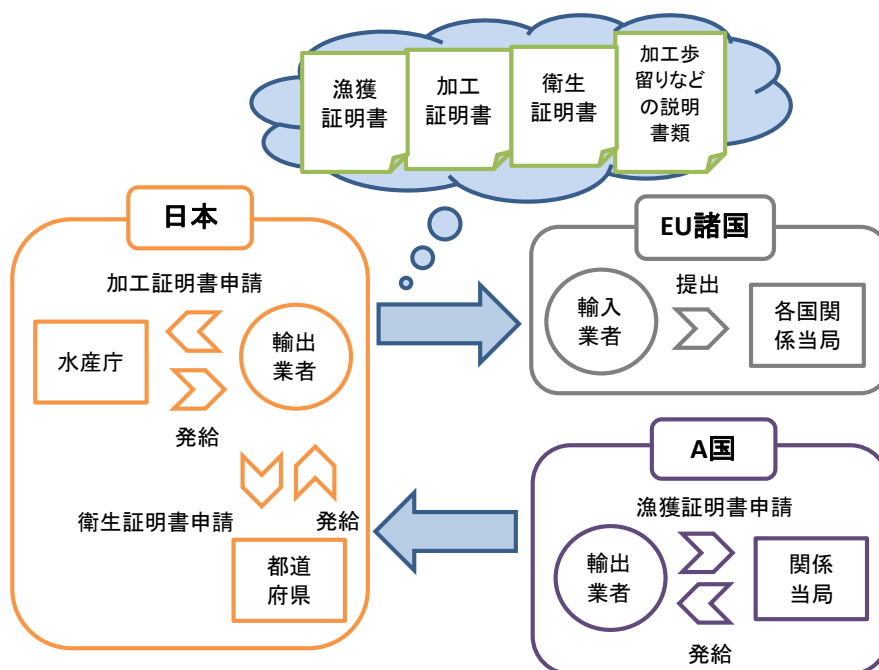 漁獲
証明書
加工
証明書
衛生
証明書
加工歩
留りなど
の説明
書類
日本
加工証明書申請
水産庁
輸出
業者
発給
衛生証明書申請
発給
都道
府県
EU諸国
輸入
業者
提出
各国関
係当局
A国
漁獲証明書申請
輸出
業者
関係
当局
発給